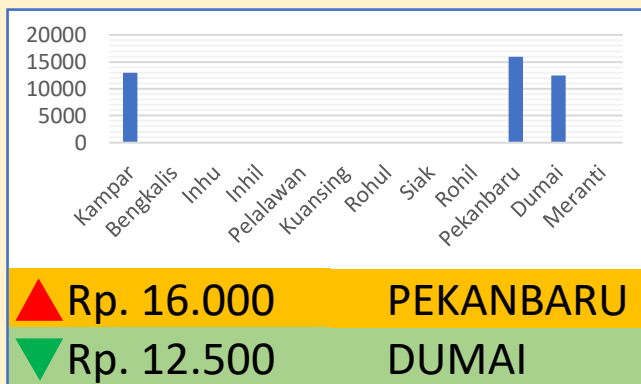 20000
15000
10000
5000
0
Kampar
Bengkalis
Inhu
Inhil
Pelalawan
Kuansing
Rohul
Siak
Rohil
Pekanbaru
Dumai
Meranti
Rp. 16.000 PEKANBARU
Rp. 12.500 DUMAI